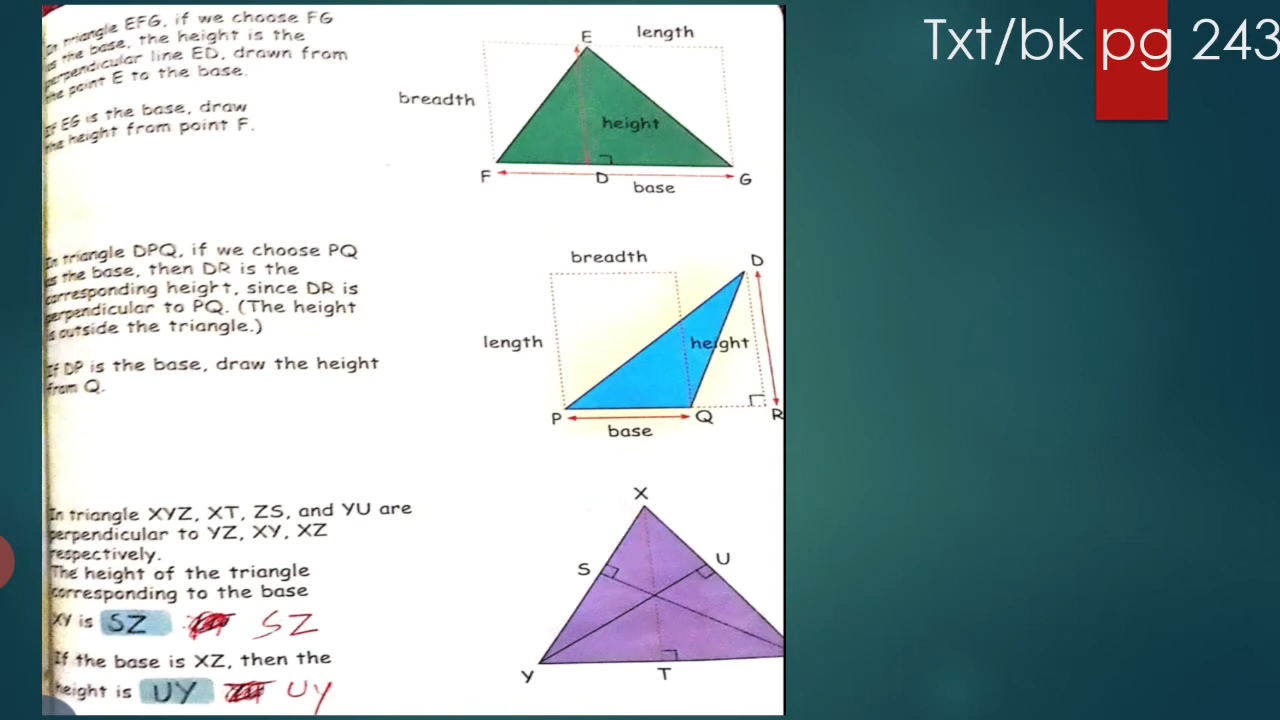 Txt/bk pg 243
In triangle EFG, if we choose FG
as the base, the height is the
perpendicular line ED, drawn from
the point E to the base.
If EG is the base, draw
the height from point F.
E
length
breadth
height
F
D
G
base
In triangle DPQ, if we choose PQ
as the base, then DR is the
corresponding height, since DR is
perpendicular to PQ. (The height
is outside the triangle.)
If DP is the base, draw the height
from Q.
breadth
D
length
height
P
Q
R
base
In triangle XYZ, XT, ZS, and YU are
perpendicular to YZ, XY, XZ
respectively.
The height of the triangle
corresponding to the base
XY is SZ SZ
If the base is XZ, then the
height is UY UY
X
S
U
Y
T